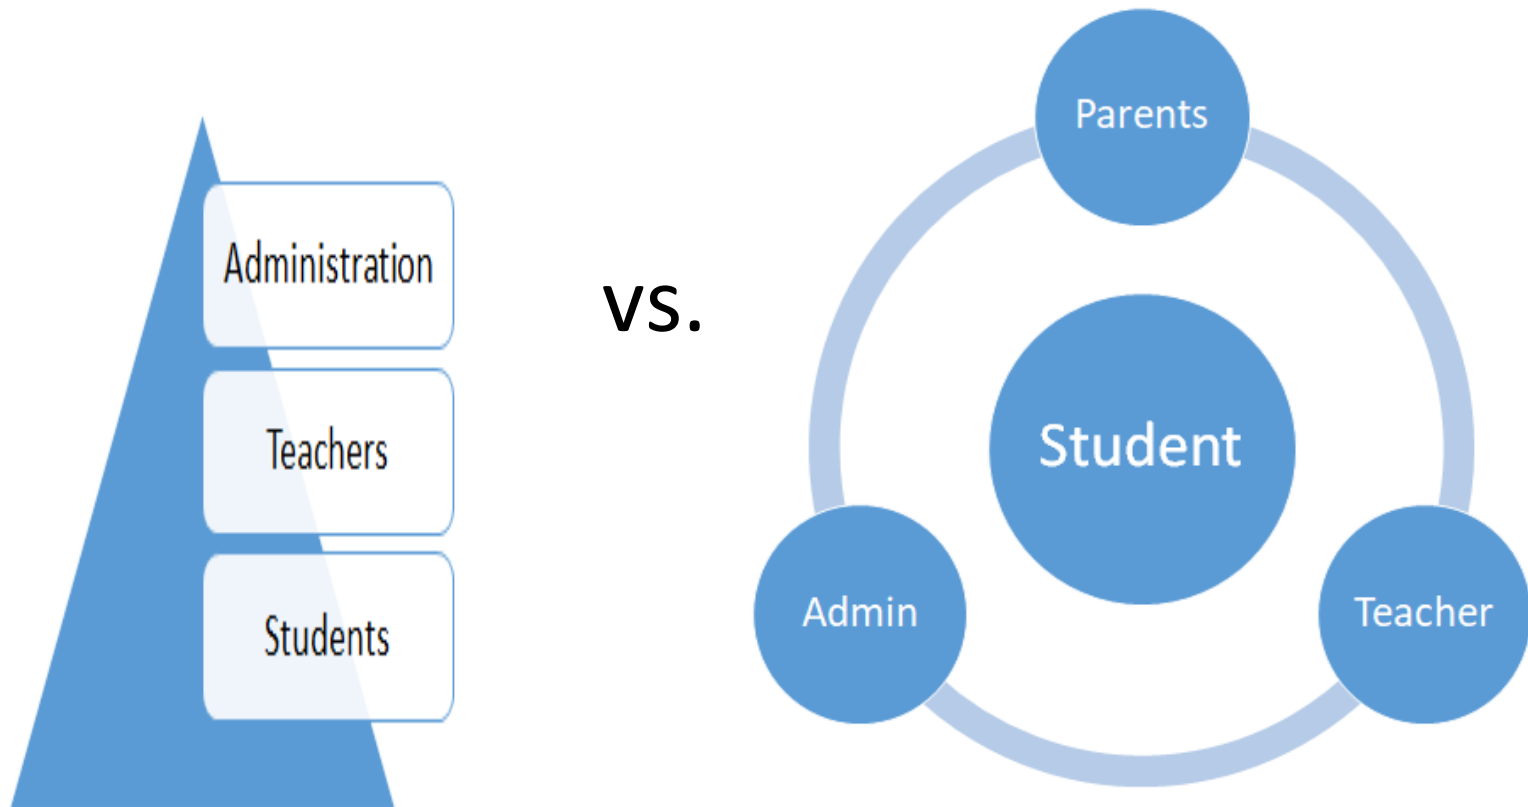 Administration
Teachers
Students
vs.
Parents
Student
Admin
Teacher